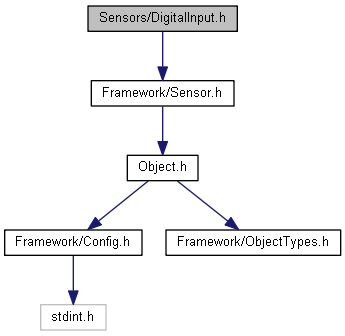 Sensors/DigitalInput.h
Framework/Sensor.h
Object.h
Framework/Config.h
Framework/ObjectTypes.h
stdint.h